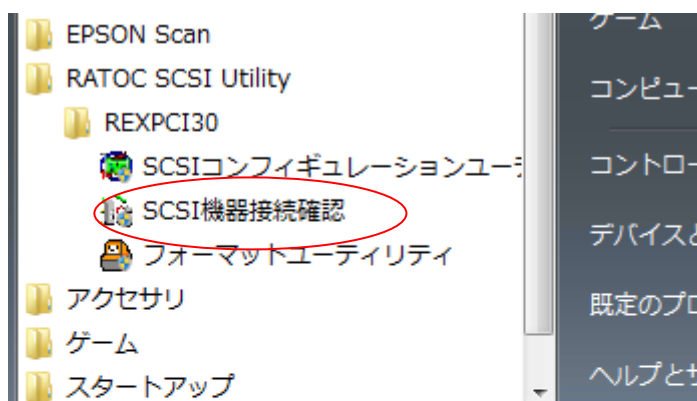 EPSON Scan
RATOC SCSI Utility
REXPCI30
SCSIコンフィギュレーションユーテ
SCSI機器接続確認
フォーマットユーティリティ
アクセサリ
ゲーム
スタートアップ
ゲーム
コンピュー
コントロー
デバイスと
既定のプロ
ヘルプとサ